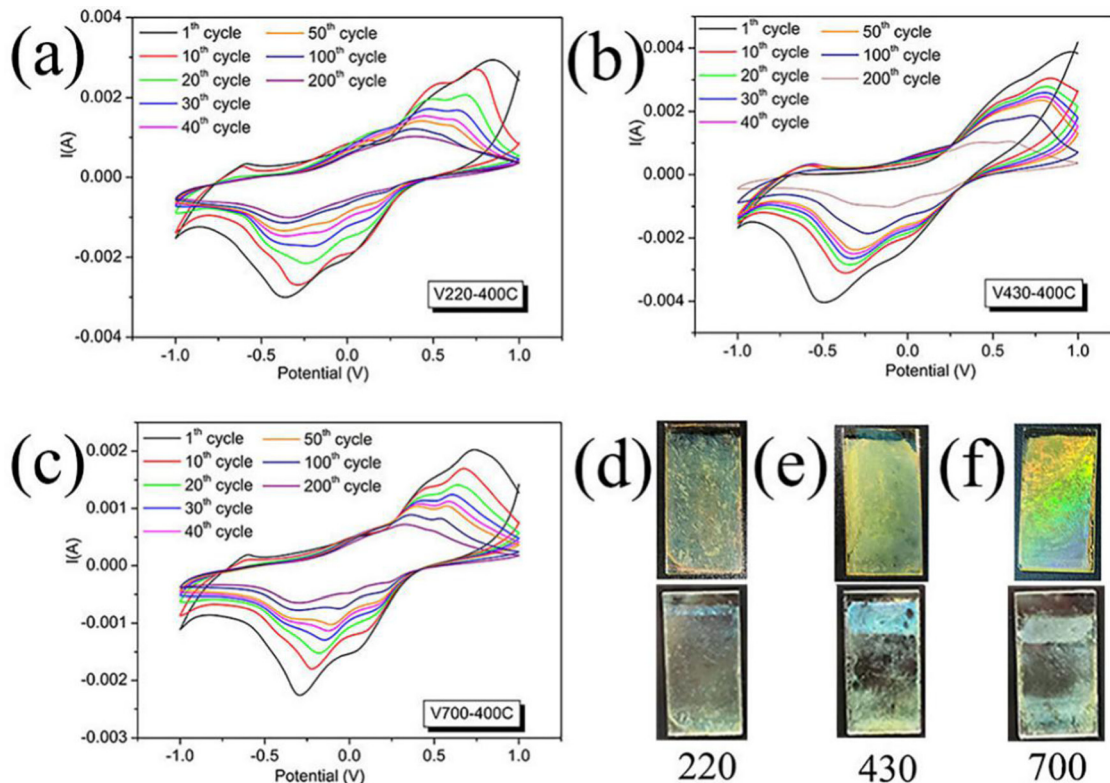 (a)
0.004
0.002
0.000
-0.002
-0.004
I(A)
1th cycle
10th cycle
20th cycle
30th cycle
40th cycle
50th cycle
100th cycle
200th cycle
V220-400C
-1.0 -0.5 0.0 0.5 1.0
Potential (V)
(b)
0.004
0.002
0.000
-0.002
-0.004
I(A)
1th cycle
10th cycle
20th cycle
30th cycle
40th cycle
50th cycle
100th cycle
200th cycle
V430-400C
-1.0 -0.5 0.0 0.5 1.0
Potential (V)
(c)
0.002
0.001
0.000
-0.001
-0.002
-0.003
I(A)
1th cycle
10th cycle
20th cycle
30th cycle
40th cycle
50th cycle
100th cycle
200th cycle
V700-400C
-1.0 -0.5 0.0 0.5 1.0
Potential (V)
(d) (e) (f)
220 430 700